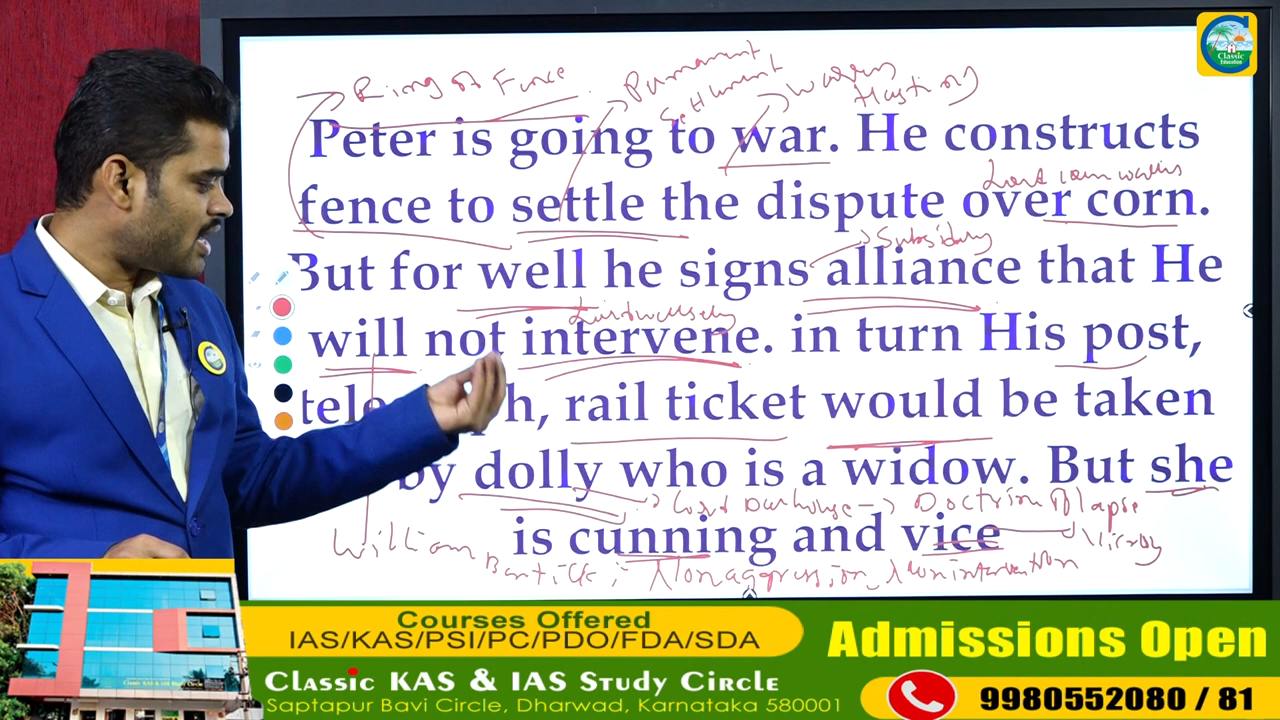 Classic
Education
Ring of Fence
Permanent
Settlement
Warren
Hasting
Peter is going to war. He constructs
Lord cornwallis
fence to settle the dispute over corn.
Subsidiary
But for well he signs alliance that He
Lord wellesely
will not intervene. in turn His post,
rail ticket would be taken
by dolly who is a widow. But she
Lord Dalhouse → Doctrine of lapse
is cunning and vice
Viceroy
William Bentick; Non aggression, Non intervention
Courses Offered
IAS/KAS/PSI/PC/PDO/FDA/SDA
Admissions Open
Classic KAS & IAS Study Circle
Saptapur Bavi Circle, Dharwad, Karnataka 580001
9980552080 / 81